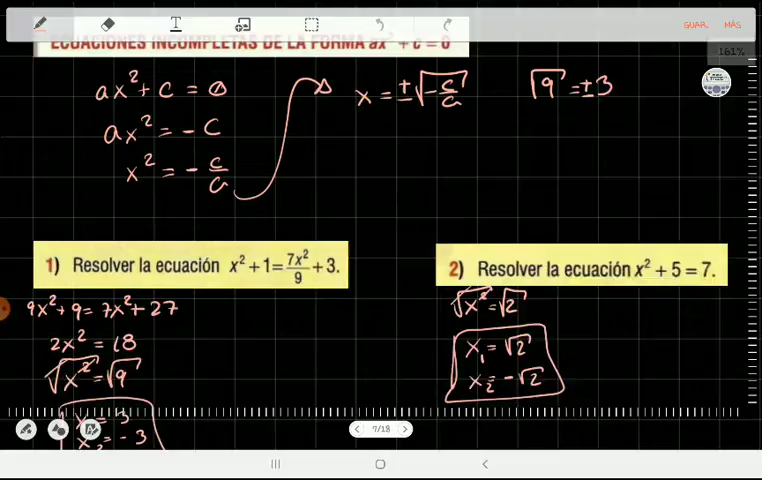 GUAR. MÁS
ECUACIONES INCOMPLETAS DE LA FORMA ax² + c = 0
161%
ax² + c = 0
ax² = - c
x² = - c/a
x = ± √(-c/a)
√9 = ± 3
1) Resolver la ecuación x² + 1 = 7x²/9 + 3.
9x² + 9 = 7x² + 27
2x² = 18
√x² = √9
x₁ = 3
x₂ = - 3
2) Resolver la ecuación x² + 5 = 7.
√x² = √2
x₁ = √2
x₂ = - √2
7/18